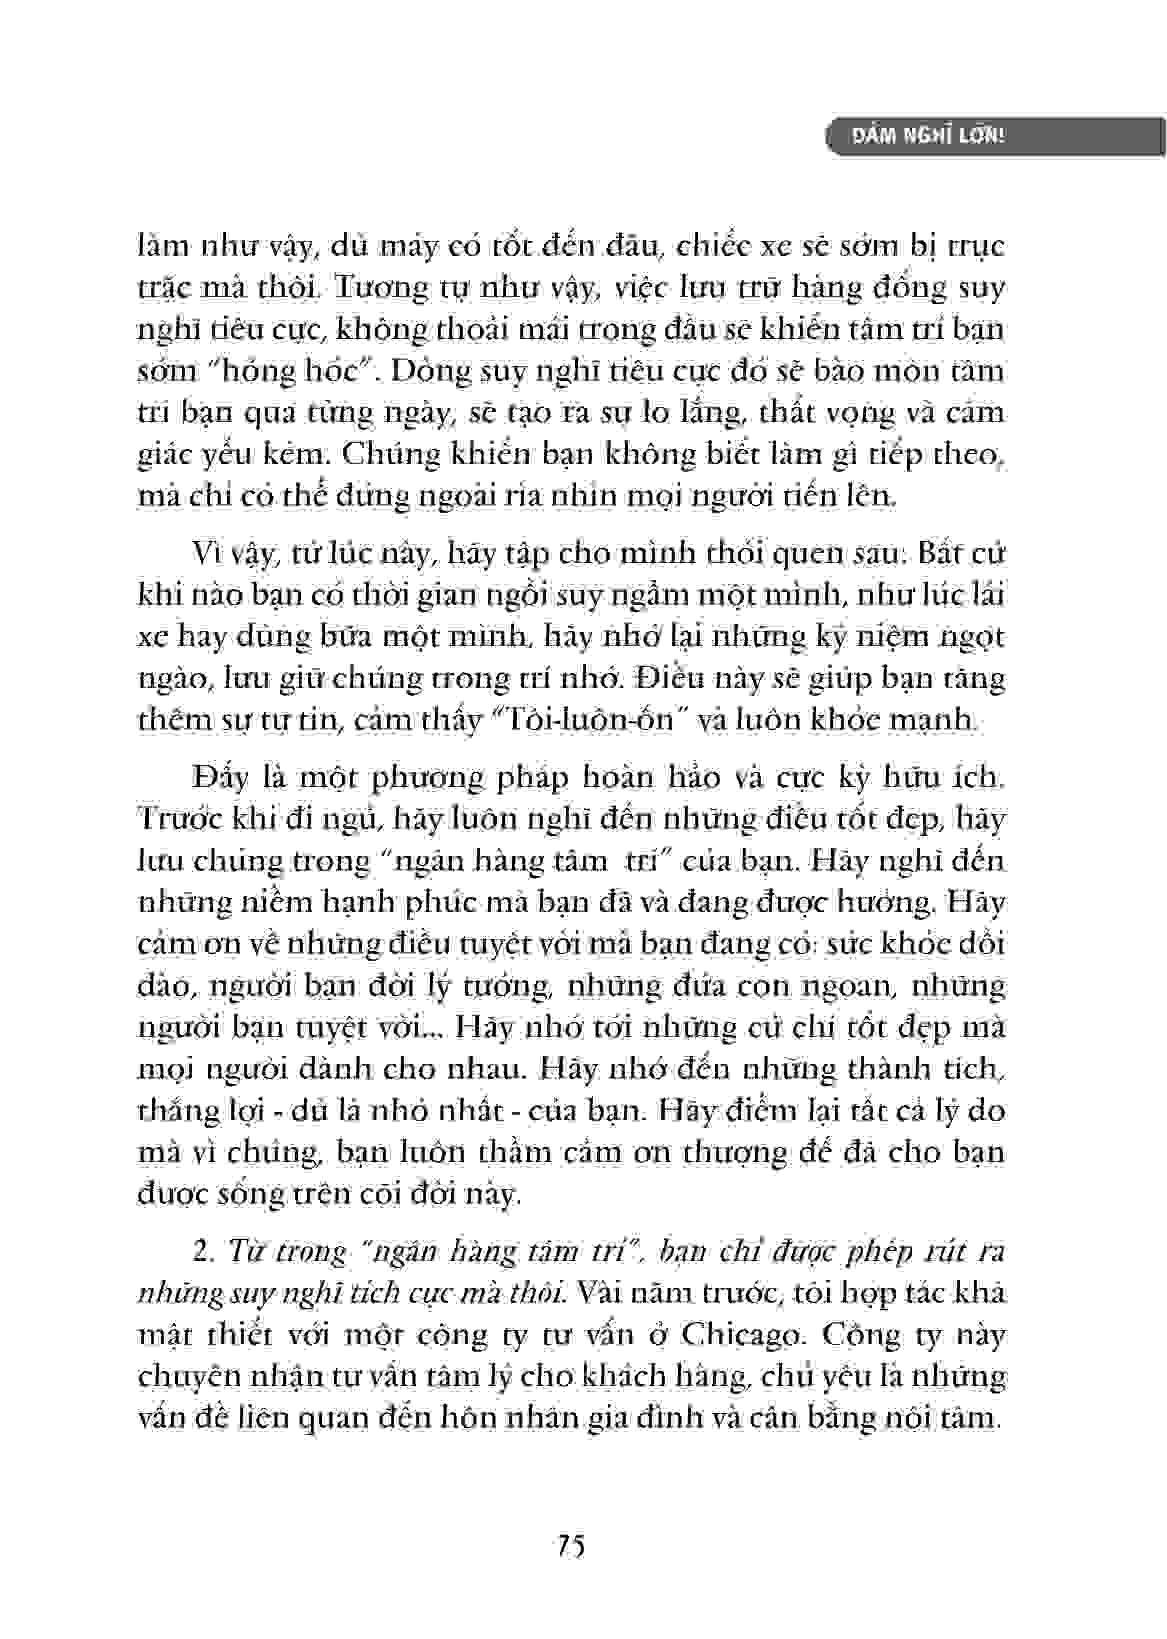 DÁM NGHĨ LỚN!
làm như vậy, dù máy có tốt đến đâu, chiếc xe sẽ sớm bị trục
trặc mà thôi. Tương tự như vậy, việc lưu trữ hàng đống suy
nghĩ tiêu cực, không thoải mái trong đầu sẽ khiến tâm trí bạn
sớm “hỏng hóc”. Dòng suy nghĩ tiêu cực đó sẽ bào mòn tâm
trí bạn qua từng ngày, sẽ tạo ra sự lo lắng, thất vọng và cảm
giác yếu kém. Chúng khiến bạn không biết làm gì tiếp theo,
mà chỉ có thể đứng ngoài rìa nhìn mọi người tiến lên.
Vì vậy, từ lúc này, hãy tập cho mình thói quen sau: Bất cứ
khi nào bạn có thời gian ngồi suy ngẫm một mình, như lúc lái
xe hay dùng bữa một mình, hãy nhớ lại những kỷ niệm ngọt
ngào, lưu giữ chúng trong trí nhớ. Điều này sẽ giúp bạn tăng
thêm sự tự tin, cảm thấy “Tôi-luôn-ổn” và luôn khỏe mạnh.
Đấy là một phương pháp hoàn hảo và cực kỳ hữu ích.
Trước khi đi ngủ, hãy luôn nghĩ đến những điều tốt đẹp, hãy
lưu chúng trong “ngân hàng tâm  trí” của bạn. Hãy nghĩ đến
những niềm hạnh phúc mà bạn đã và đang được hưởng. Hãy
cảm ơn về những điều tuyệt vời mà bạn đang có: sức khỏe dồi
dào, người bạn đời lý tưởng, những đứa con ngoan, những
người bạn tuyệt vời... Hãy nhớ tới những cử chỉ tốt đẹp mà
mọi người dành cho nhau. Hãy nhớ đến những thành tích,
thắng lợi - dù là nhỏ nhất - của bạn. Hãy điểm lại tất cả lý do
mà vì chúng, bạn luôn thầm cảm ơn thượng đế đã cho bạn
được sống trên cõi đời này.
2. Từ trong “ngân hàng tâm trí”, bạn chỉ được phép rút ra
những suy nghĩ tích cực mà thôi. Vài năm trước, tôi hợp tác khá
mật thiết với một công ty tư vấn ở Chicago. Công ty này
chuyên nhận tư vấn tâm lý cho khách hàng, chủ yếu là những
vấn đề liên quan đến hôn nhân gia đình và cân bằng nội tâm.
75